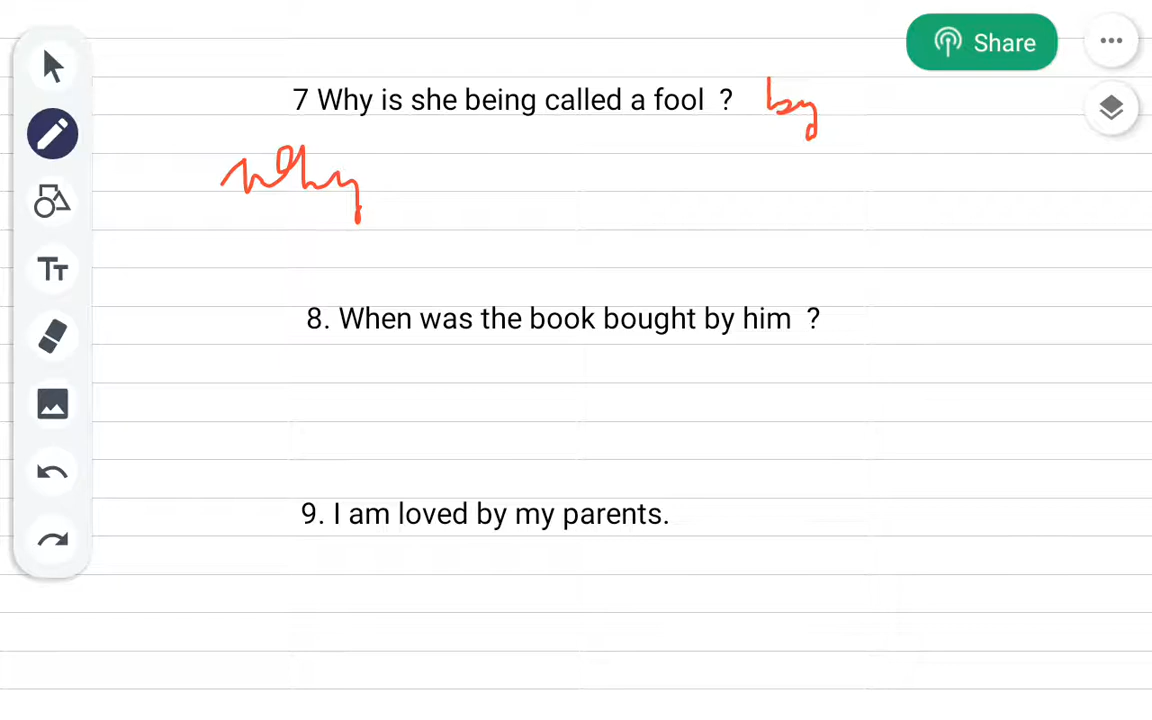 Share
7 Why is she being called a fool ? by
why
Tт
8. When was the book bought by him ?
9. I am loved by my parents.